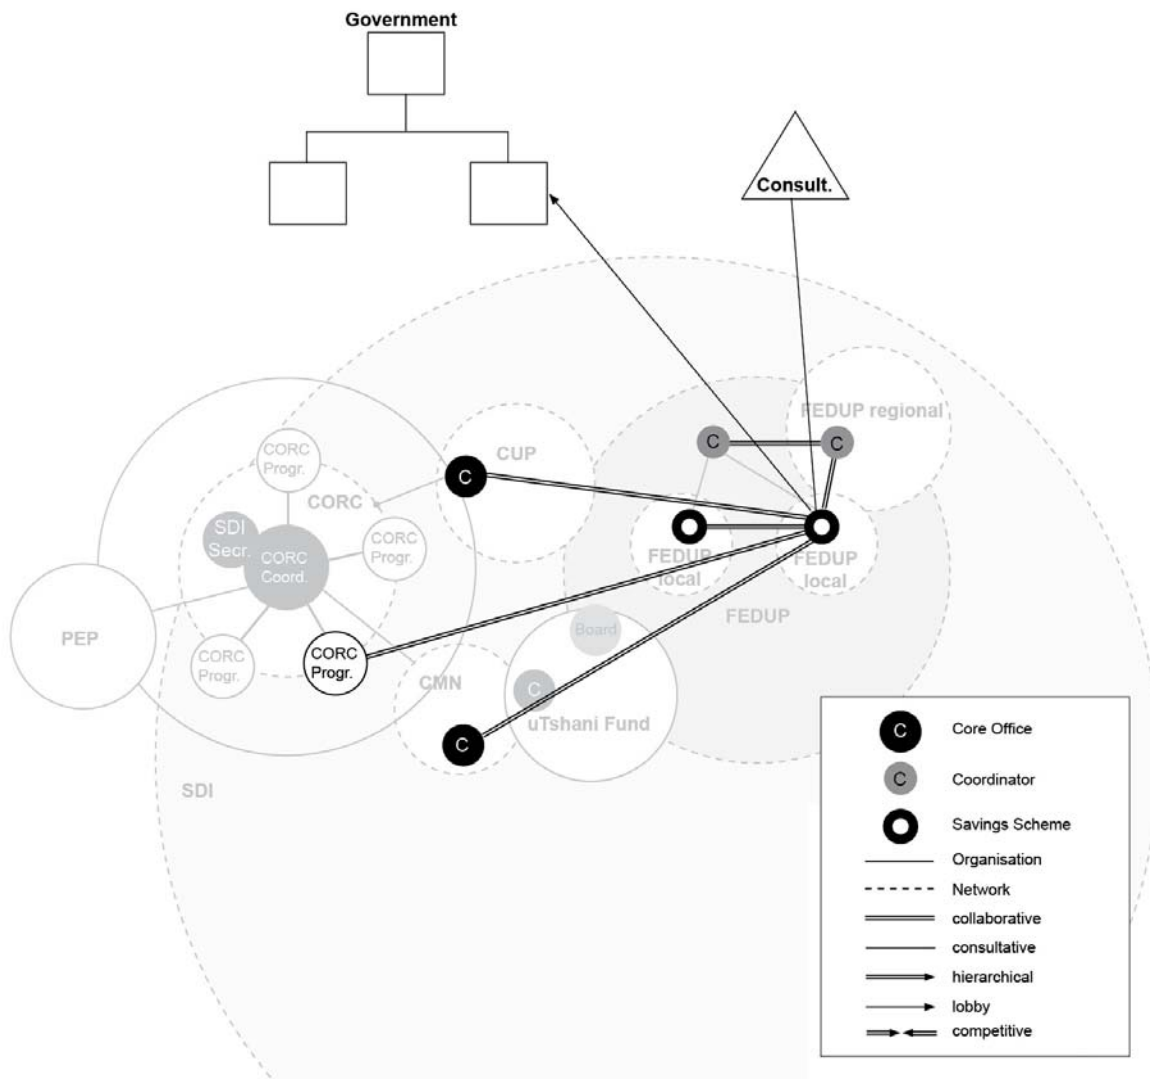 Government
Consult.
FEDUP regional
C
C
CUP
C
CORC
Progr.
CORC
SDI
Secr.
CORC
Coord.
CORC
Progr.
FEDUP
local
FEDUP
local
FEDUP
PEP
CORC
Progr.
CORC
Progr.
Board
CMN
C
uTshani Fund
C
SDI
C Core Office
C Coordinator
Savings Scheme
Organisation
Network
collaborative
consultative
hierarchical
lobby
competitive